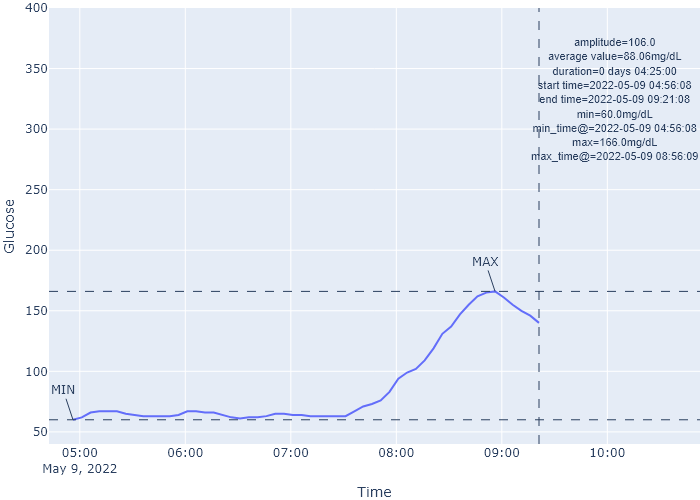 400
350
300
250
200
150
100
50
Glucose
amplitude=106.0
average value=88.06mg/dL
duration=0 days 04:25:00
start time=2022-05-09 04:56:08
end time=2022-05-09 09:21:08
min=60.0mg/dL
min_time@=2022-05-09 04:56:08
max=166.0mg/dL
max_time@=2022-05-09 08:56:09
MAX
MIN
05:00 06:00 07:00 08:00 09:00 10:00
May 9, 2022
Time